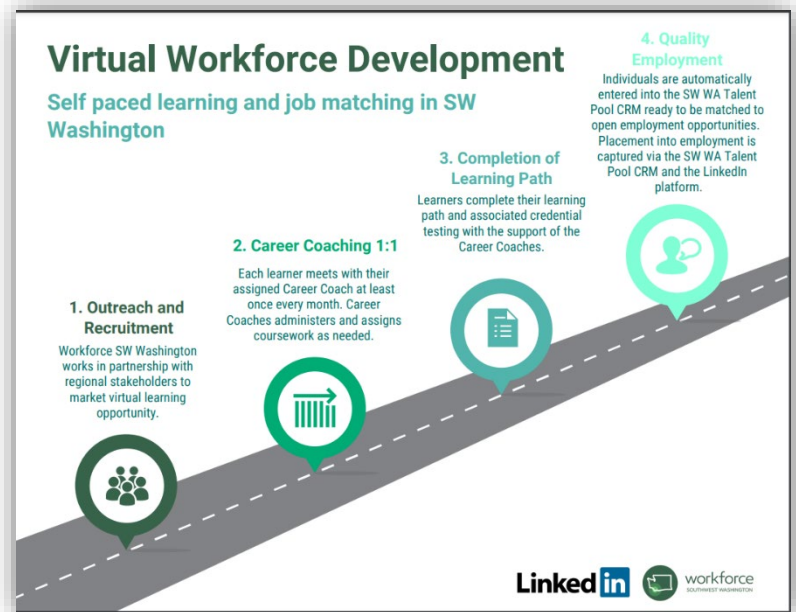 Virtual Workforce Development
Self paced learning and job matching in SW
Washington
1. Outreach and
Recruitment
Workforce SW Washington
works in partnership with
regional stakeholders to
market virtual learning
opportunity.
2. Career Coaching 1:1
Each learner meets with their
assigned Career Coach at least
once every month. Career
Coaches administers and assigns
coursework as needed.
3. Completion of
Learning Path
Learners complete their learning
path and associated credential
testing with the support of the
Career Coaches.
4. Quality
Employment
Individuals are automatically
entered into the SW WA Talent
Pool CRM ready to be matched to
open employment opportunities.
Placement into employment is
captured via the SW WA Talent
Pool CRM and the LinkedIn
platform.
Linked in
workforce
SOUTHWEST WASHINGTON